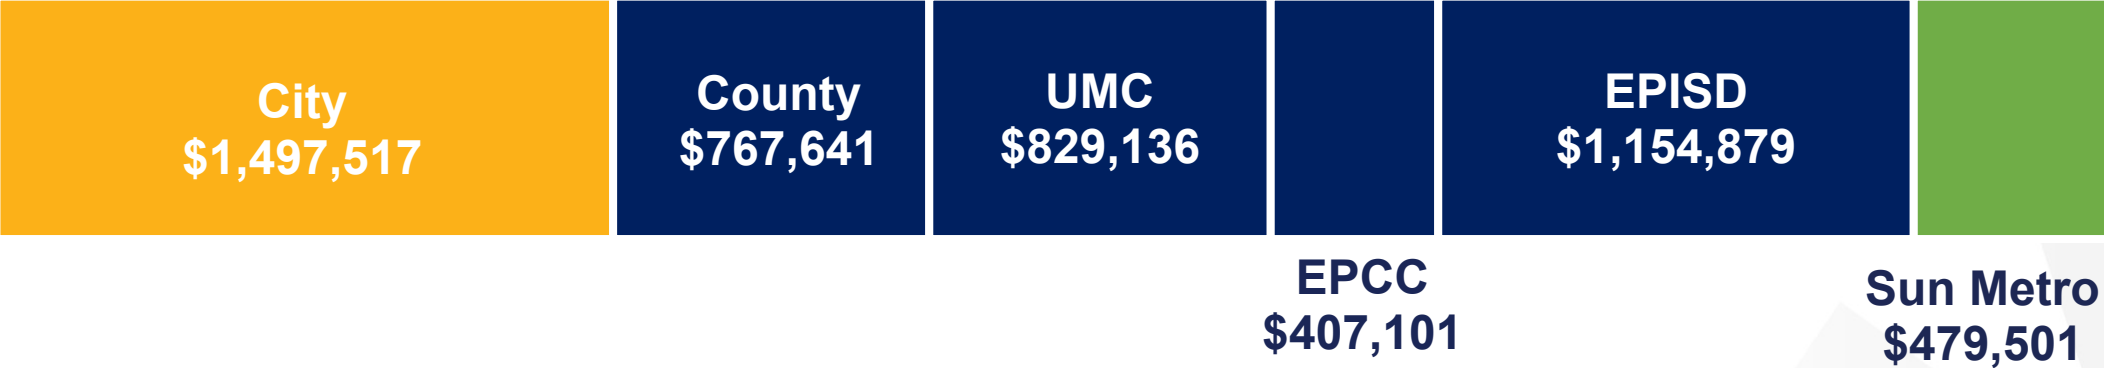 City
$1,497,517
County
$767,641
UMC
$829,136
EPCC
$407,101
EPISD
$1,154,879
Sun Metro
$479,501